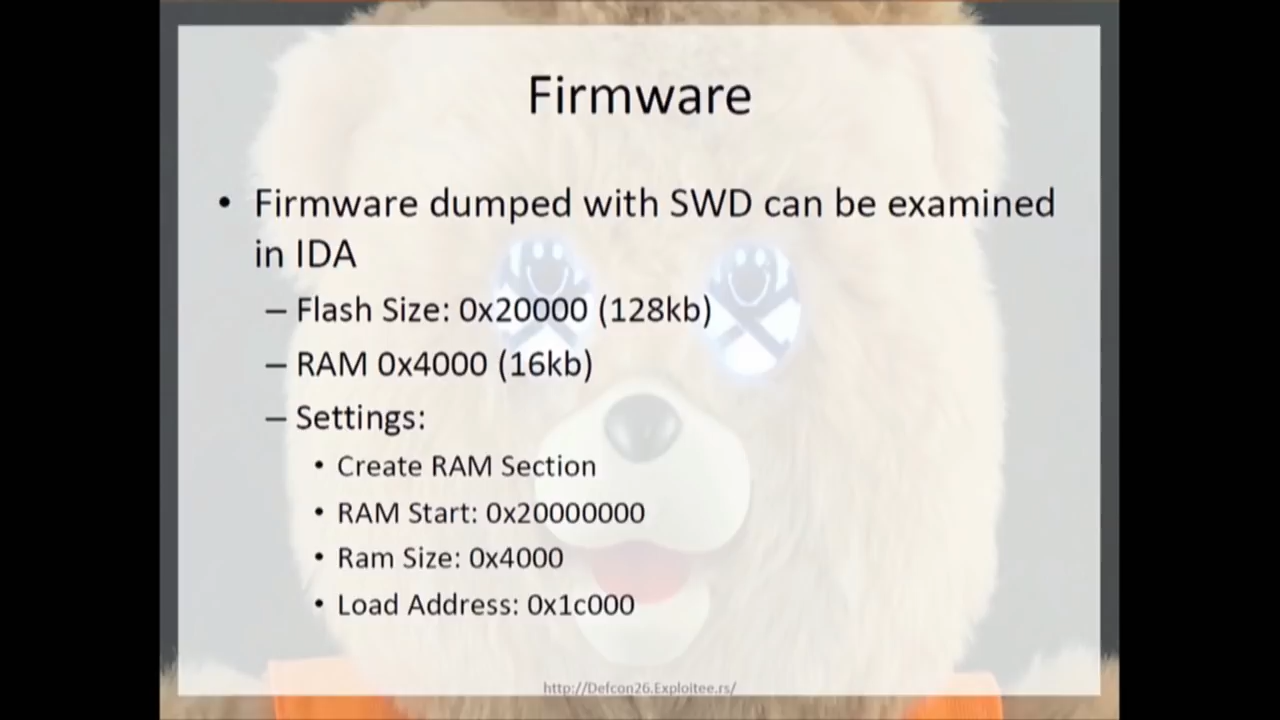 Firmware
• Firmware dumped with SWD can be examined
in IDA
– Flash Size: 0x20000 (128kb)
– RAM 0x4000 (16kb)
– Settings:
• Create RAM Section
• RAM Start: 0x20000000
• Ram Size: 0x4000
• Load Address: 0x1c000
http://Defcon26.Exploitee.rs/